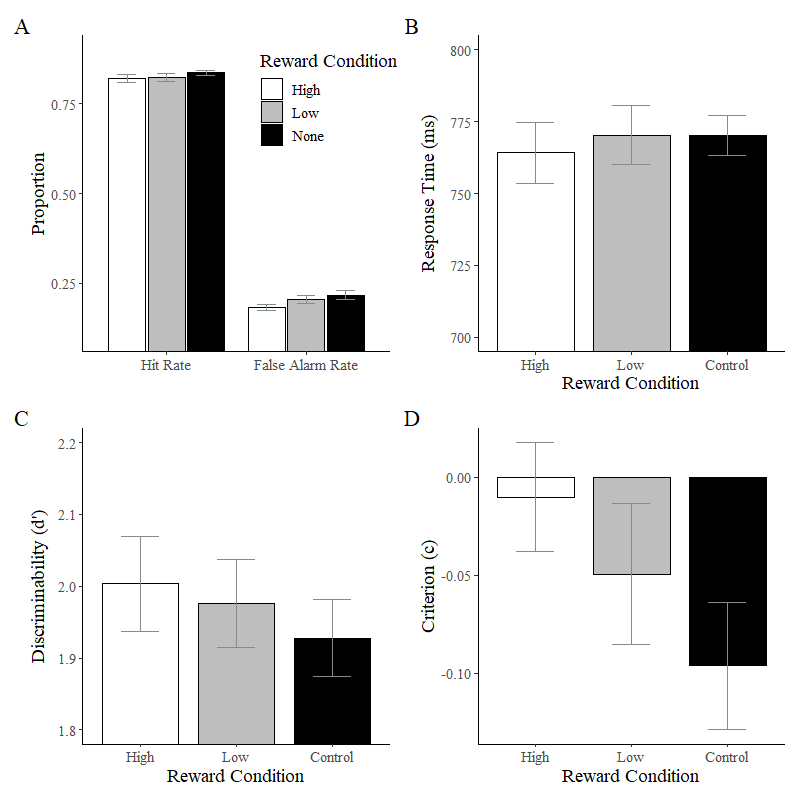 A
Proportion
0.75
0.50
0.25
Reward Condition
High
Low
None
Hit Rate
False Alarm Rate
B
Response Time (ms)
800
775
750
725
700
High
Low
Control
Reward Condition
C
Discriminability (d')
2.2
2.1
2.0
1.9
1.8
High
Low
Control
Reward Condition
D
Criterion (c)
0.00
-0.05
-0.10
High
Low
Control
Reward Condition